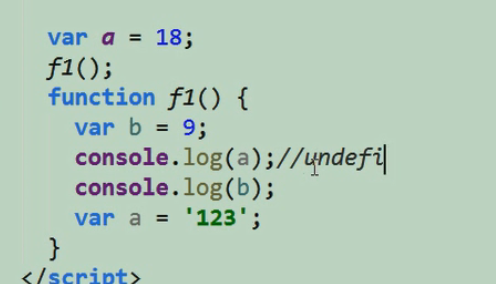 var a = 18;
f1();
function f1() {
var b = 9;
console.log(a);//undefi
console.log(b);
var a = '123';
}
</script>